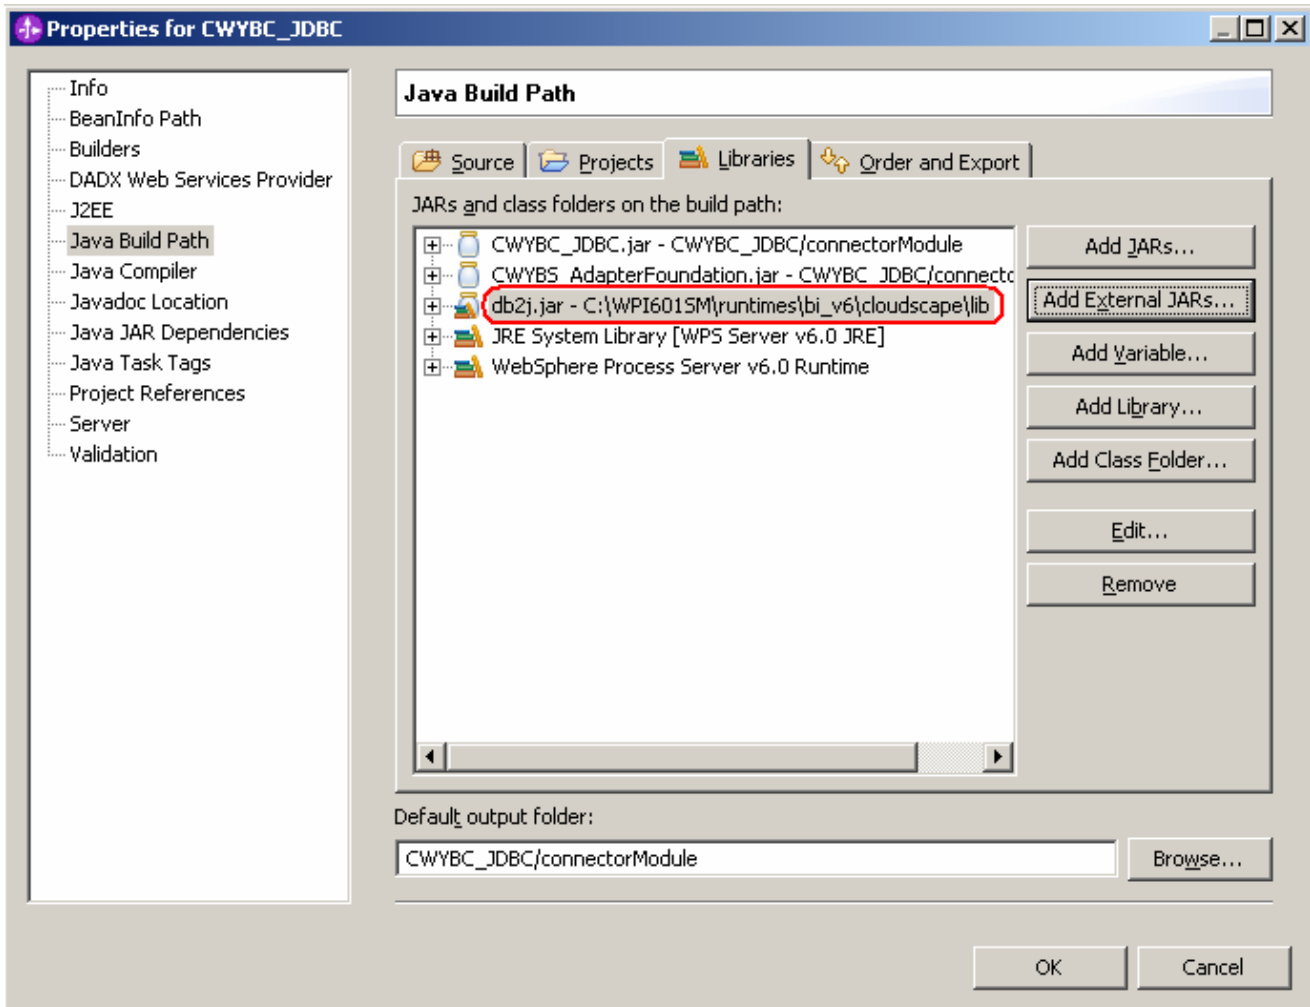 Properties for CWYBC_JDBC
Info
BeanInfo Path
Builders
DADX Web Services Provider
J2EE
Java Build Path
Java Compiler
Javadoc Location
Java JAR Dependencies
Java Task Tags
Project References
Server
Validation
Java Build Path
Source
Projects
Libraries
Order and Export
JARs and class folders on the build path:
CWYBC_JDBC.jar - CWYBC_JDBC/connectorModule
CWYBS_AdapterFoundation.jar - CWYBC_JDBC/connectc
db2j.jar - C:\WPI601SM\runtimes\bi_v6\cloudscape\lib
JRE System Library [WPS Server v6.0 JRE]
WebSphere Process Server v6.0 Runtime
Add JARs...
Add External JARs...
Add Variable...
Add Library...
Add Class Folder...
Edit...
Remove
Default output folder:
CWYBC_JDBC/connectorModule
Browse...
OK
Cancel